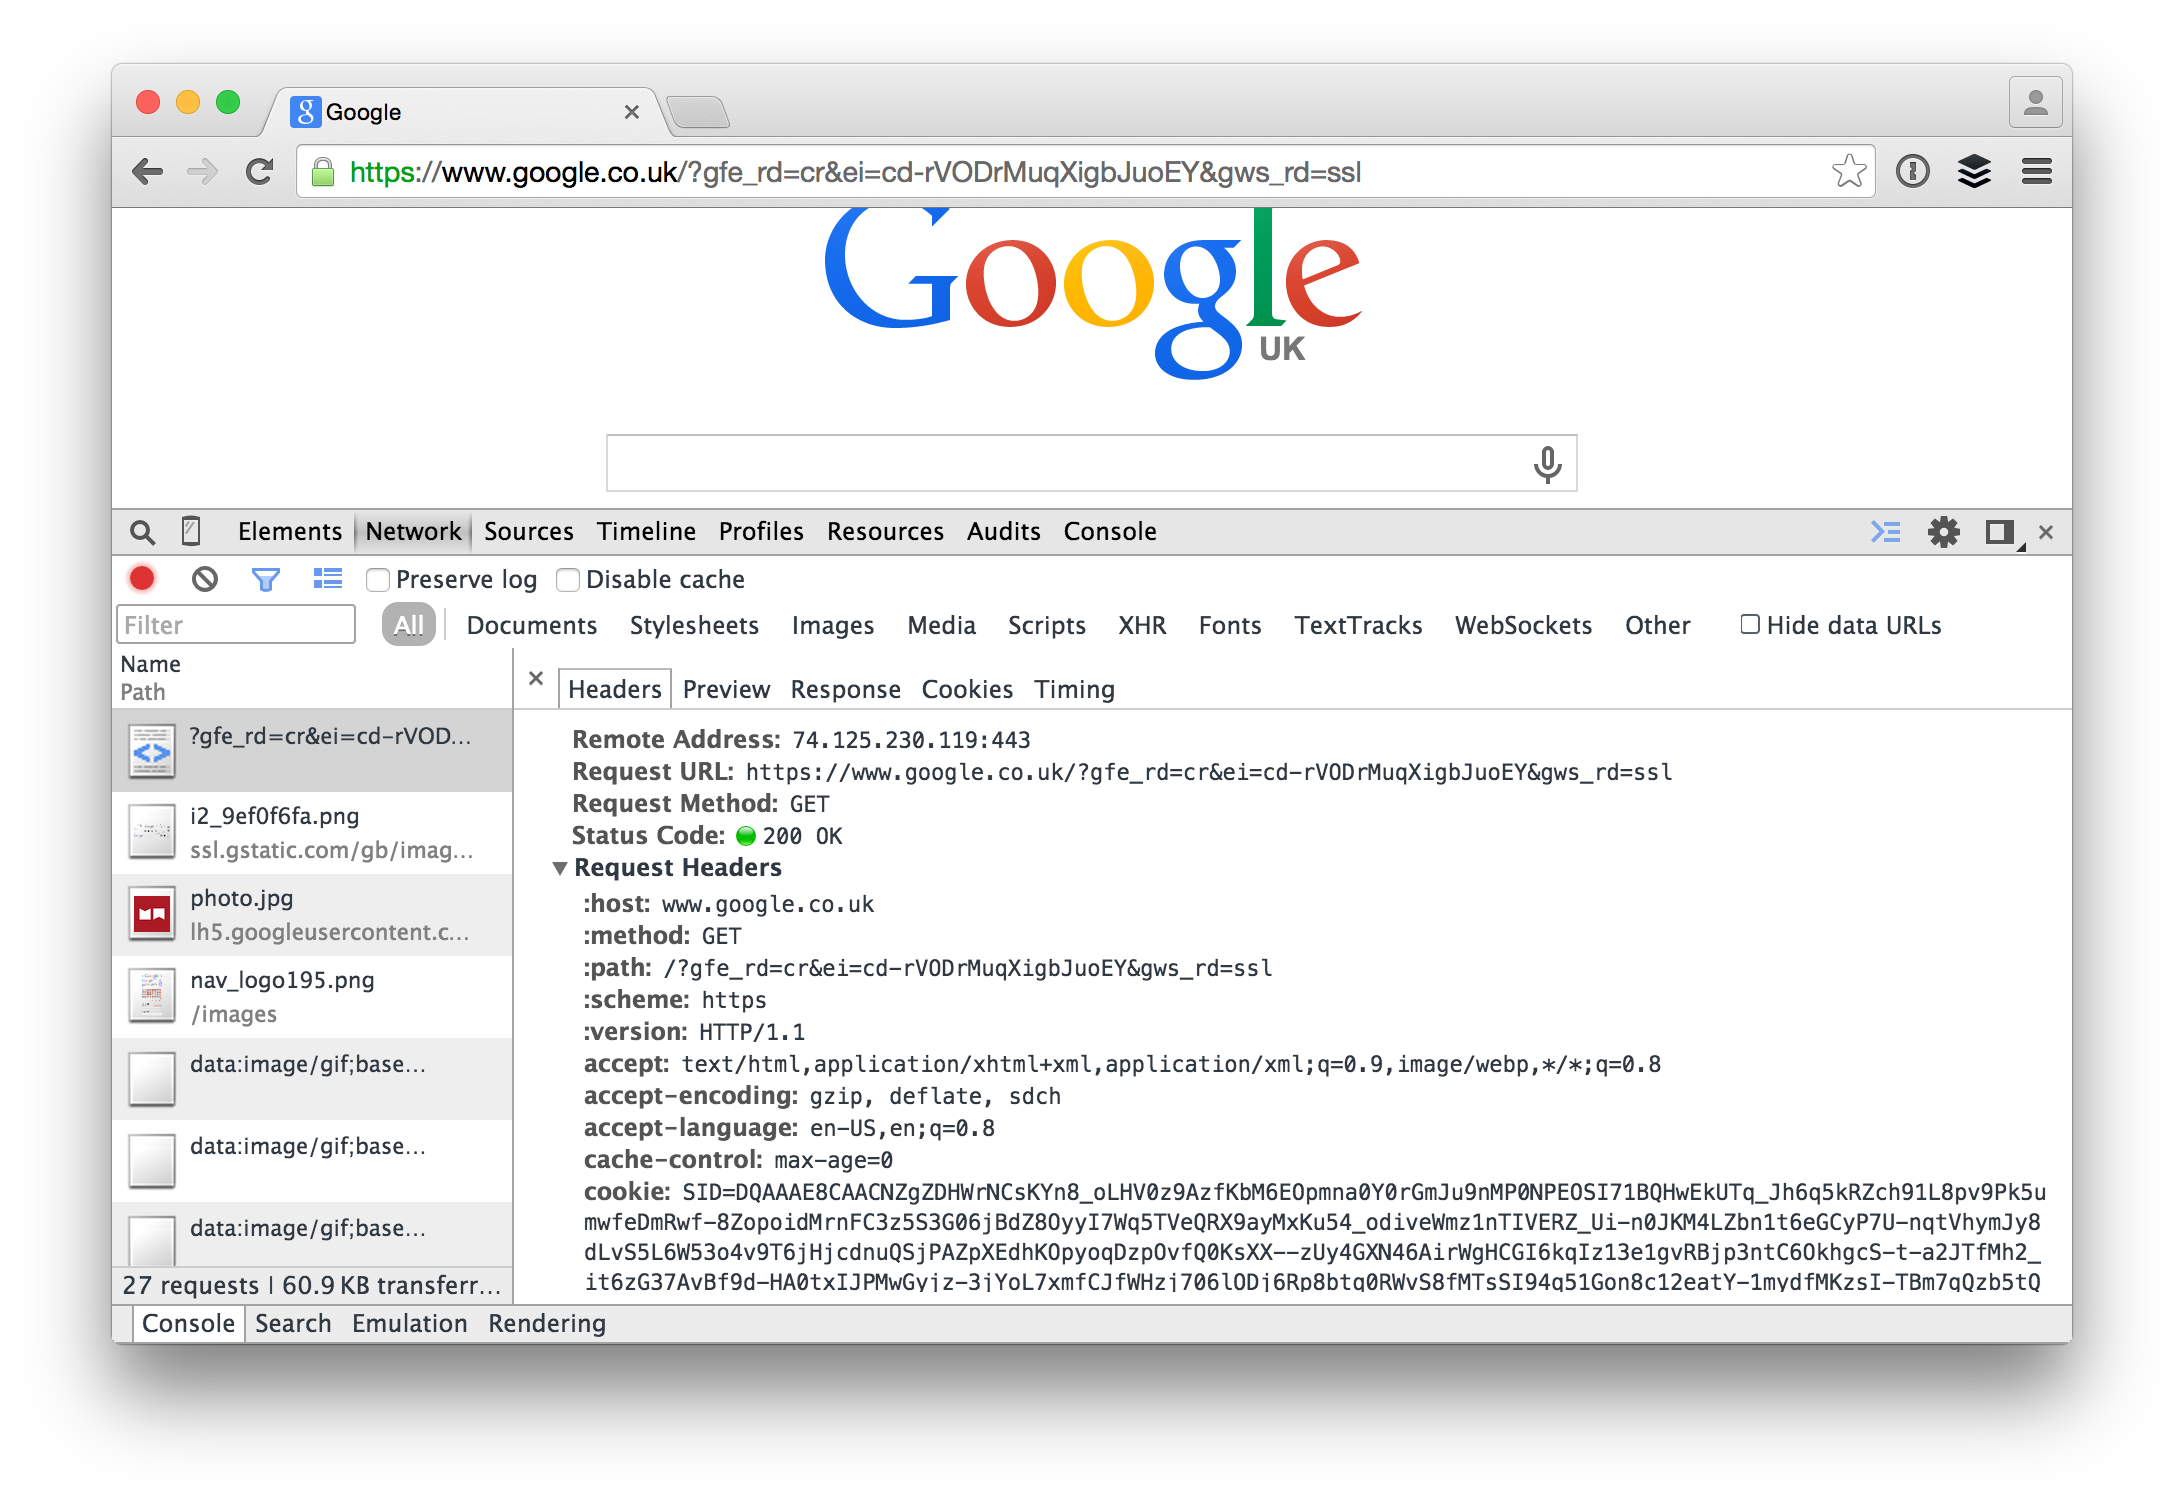 Google
https://www.google.co.uk/?gfe_rd=cr&ei=cd-rVODrMuqXigbJuoEY&gws_rd=ssl
Google
UK
Elements Network Sources Timeline Profiles Resources Audits Console
Preserve log Disable cache
Filter All Documents Stylesheets Images Media Scripts XHR Fonts TextTracks WebSockets Other Hide data URLs
Name
Path
?gfe_rd=cr&ei=cd-rVOD...
i2_9ef0f6fa.png
ssl.gstatic.com/gb/imag...
photo.jpg
lh5.googleusercontent.c...
nav_logo195.png
/images
data:image/gif;base...
data:image/gif;base...
data:image/gif;base...
27 requests | 60.9 KB transferr...
Headers Preview Response Cookies Timing
Remote Address: 74.125.230.119:443
Request URL: https://www.google.co.uk/?gfe_rd=cr&ei=cd-rVODrMuqXigbJuoEY&gws_rd=ssl
Request Method: GET
Status Code: 200 OK
Request Headers
:host: www.google.co.uk
:method: GET
:path: /?gfe_rd=cr&ei=cd-rVODrMuqXigbJuoEY&gws_rd=ssl
:scheme: https
:version: HTTP/1.1
accept: text/html,application/xhtml+xml,application/xml;q=0.9,image/webp,*/*;q=0.8
accept-encoding: gzip, deflate, sdch
accept-language: en-US,en;q=0.8
cache-control: max-age=0
cookie: SID=DQAAAE8CAACNZgZDHWrNCsKYn8_oLHV0z9AzfKbM6EOpmna0Y0rGmJu9nMP0NPEOSI71BQHwEkUTq_Jh6q5kRZch91L8pv9Pk5u
mwfeDmRwf-8ZopoidMrnFC3z5S3G06jBdZ8OyyI7Wq5TVeQRX9ayMxKu54_odiveWmz1nTIVERZ_Ui-n0JKM4LZbn1t6eGCyP7U-nqtVhymJy8
dLvS5L6W53o4v9T6jHjcdnuQSjPAZpXEdhKOpyoqDzpOvfQ0KsXX--zUy4GXN46AirWgHCGI6kqIz13e1gvRBjp3ntC6OkhgcS-t-a2JTfMh2_
it6zG37AvBf9d-HA0txIJPMwGyjz-3jYoL7xmfCJfWHzj706lODj6Rp8btg0RWvS8fMTsSI94q51Gon8c12eatY-1mydfMKzsI-TBm7qQzb5tQ
Console Search Emulation Rendering